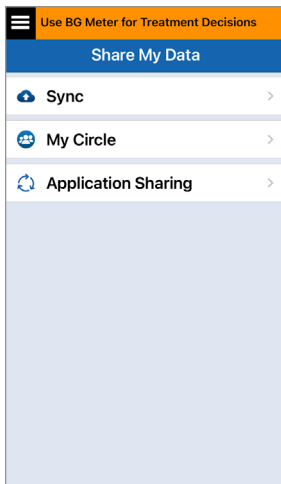 Use BG Meter for Treatment Decisions
Share My Data
Sync
My Circle
Application Sharing